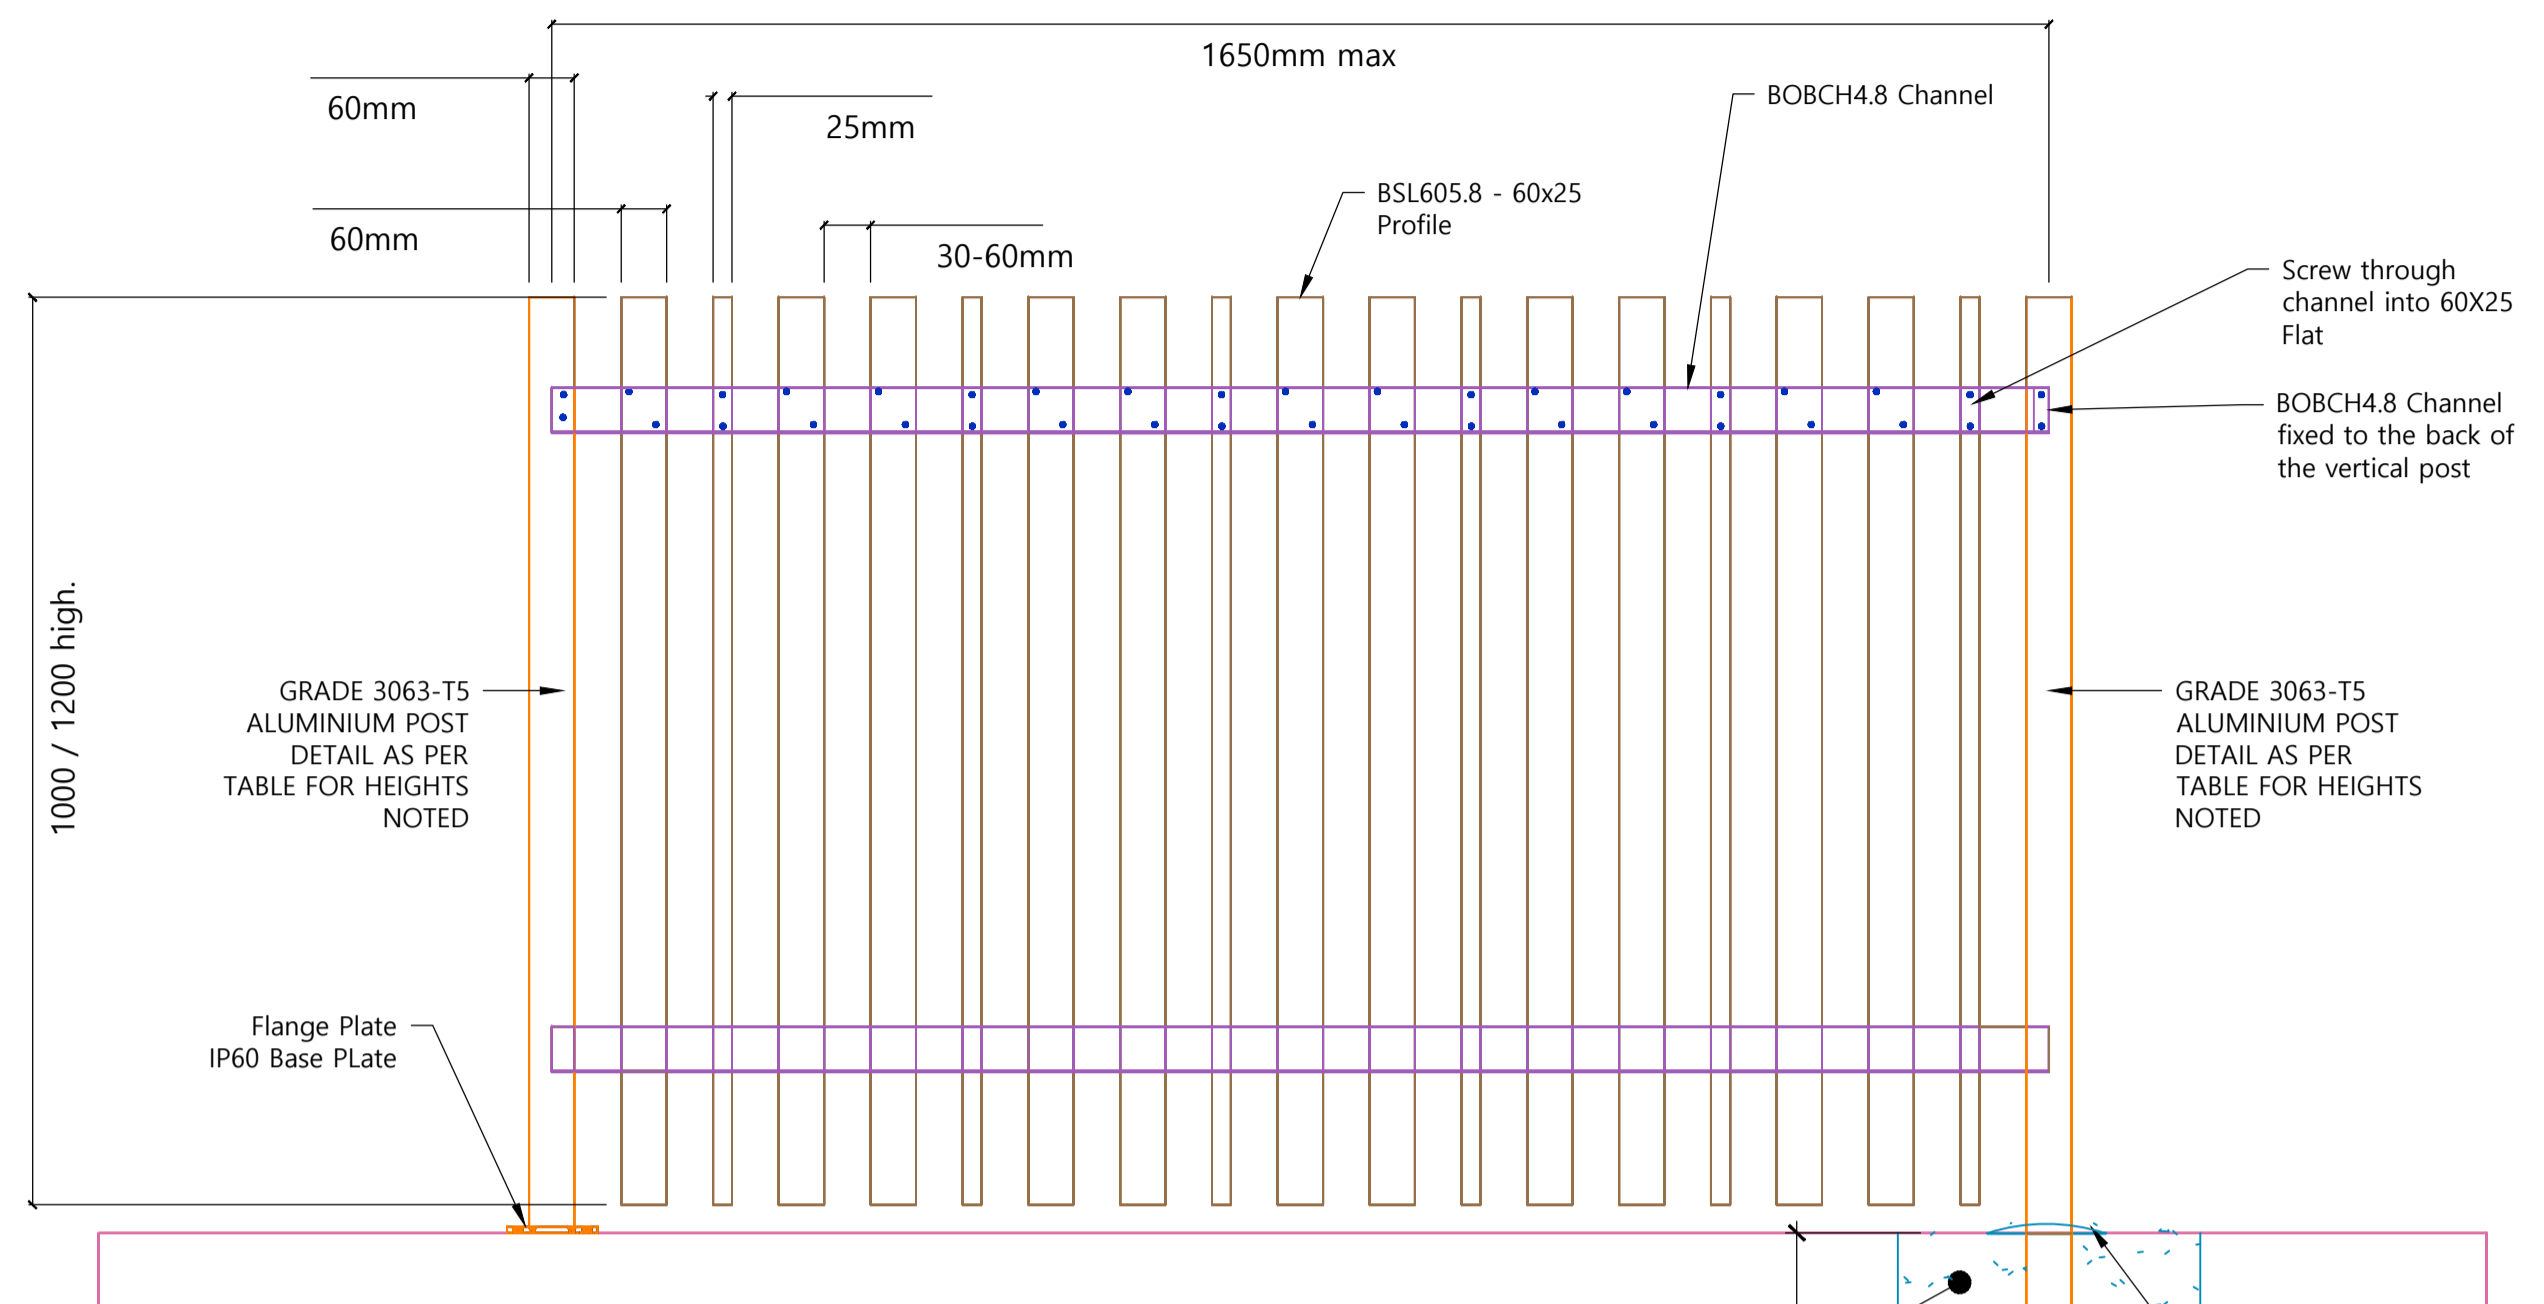 1650mm max
60mm
BOBCH4.8 Channel
25mm
BSL605.8 - 60x25
Profile
60mm
30-60mm
Screw through
channel into 60X25
Flat
BOBCH4.8 Channel
fixed to the back of
the vertical post
1000 / 1200 high.
GRADE 3063-T5
ALUMINIUM POST
DETAIL AS PER
TABLE FOR HEIGHTS
NOTED
GRADE 3063-T5
ALUMINIUM POST
DETAIL AS PER
TABLE FOR HEIGHTS
NOTED
Flange Plate
IP60 Base PLate